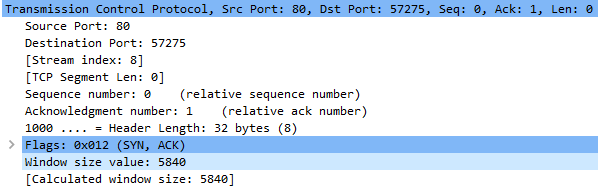 Transmission Control Protocol, Src Port: 80, Dst Port: 57275, Seq: 0, Ack: 1, Len: 0
Source Port: 80
Destination Port: 57275
[Stream index: 8]
[TCP Segment Len: 0]
Sequence number: 0    (relative sequence number)
Acknowledgment number: 1    (relative ack number)
1000 .... = Header Length: 32 bytes (8)
Flags: 0x012 (SYN, ACK)
Window size value: 5840
[Calculated window size: 5840]